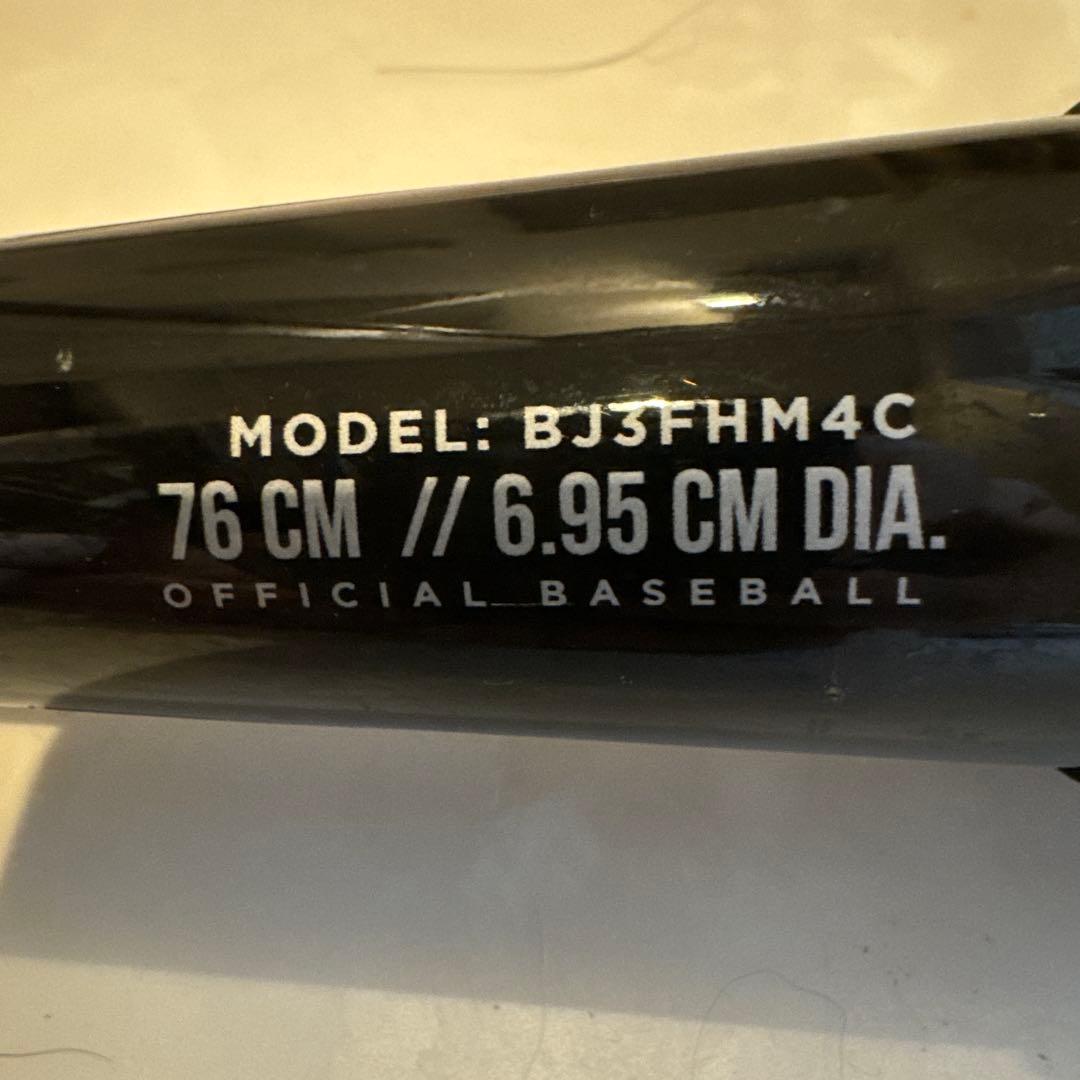 MODEL: BJ3FHM4C
76 CM // 6.95 CM DIA.
OFFICIAL BASEBALL